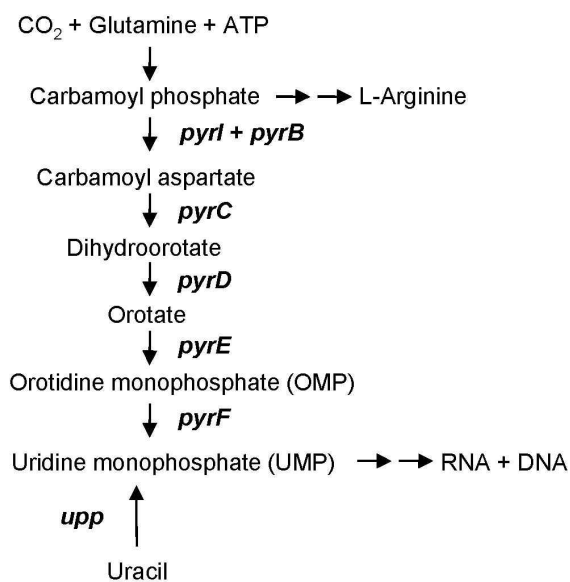 CO₂ + Glutamine + ATP
Carbamoyl phosphate → → L-Arginine
pyrI + pyrB
Carbamoyl aspartate
pyrC
Dihydroorotate
pyrD
Orotate
pyrE
Orotidine monophosphate (OMP)
pyrF
Uridine monophosphate (UMP) → → RNA + DNA
upp
Uracil